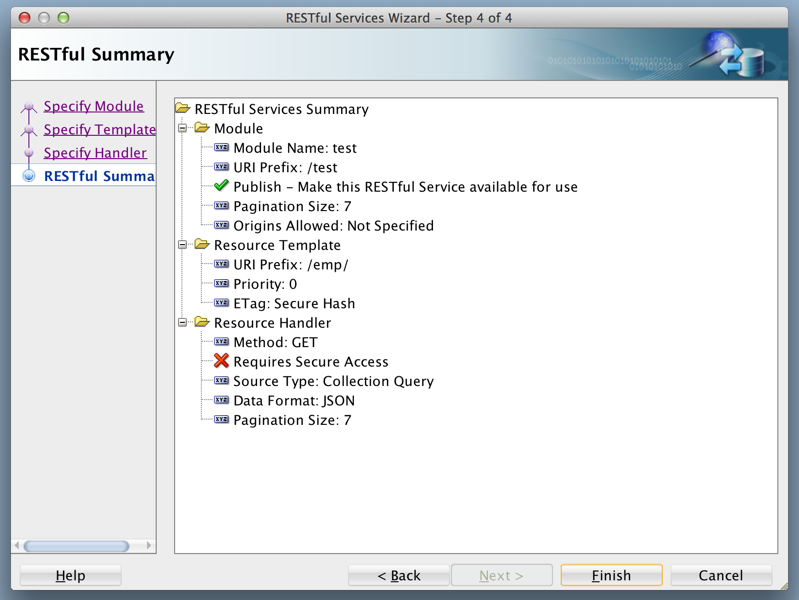 RESTful Services Wizard – Step 4 of 4
RESTful Summary
Specify Module
Specify Template
Specify Handler
RESTful Summa
RESTful Services Summary
Module
Module Name: test
URI Prefix: /test
Publish – Make this RESTful Service available for use
Pagination Size: 7
Origins Allowed: Not Specified
Resource Template
URI Prefix: /emp/
Priority: 0
ETag: Secure Hash
Resource Handler
Method: GET
Requires Secure Access
Source Type: Collection Query
Data Format: JSON
Pagination Size: 7
Help
< Back
Next >
Finish
Cancel